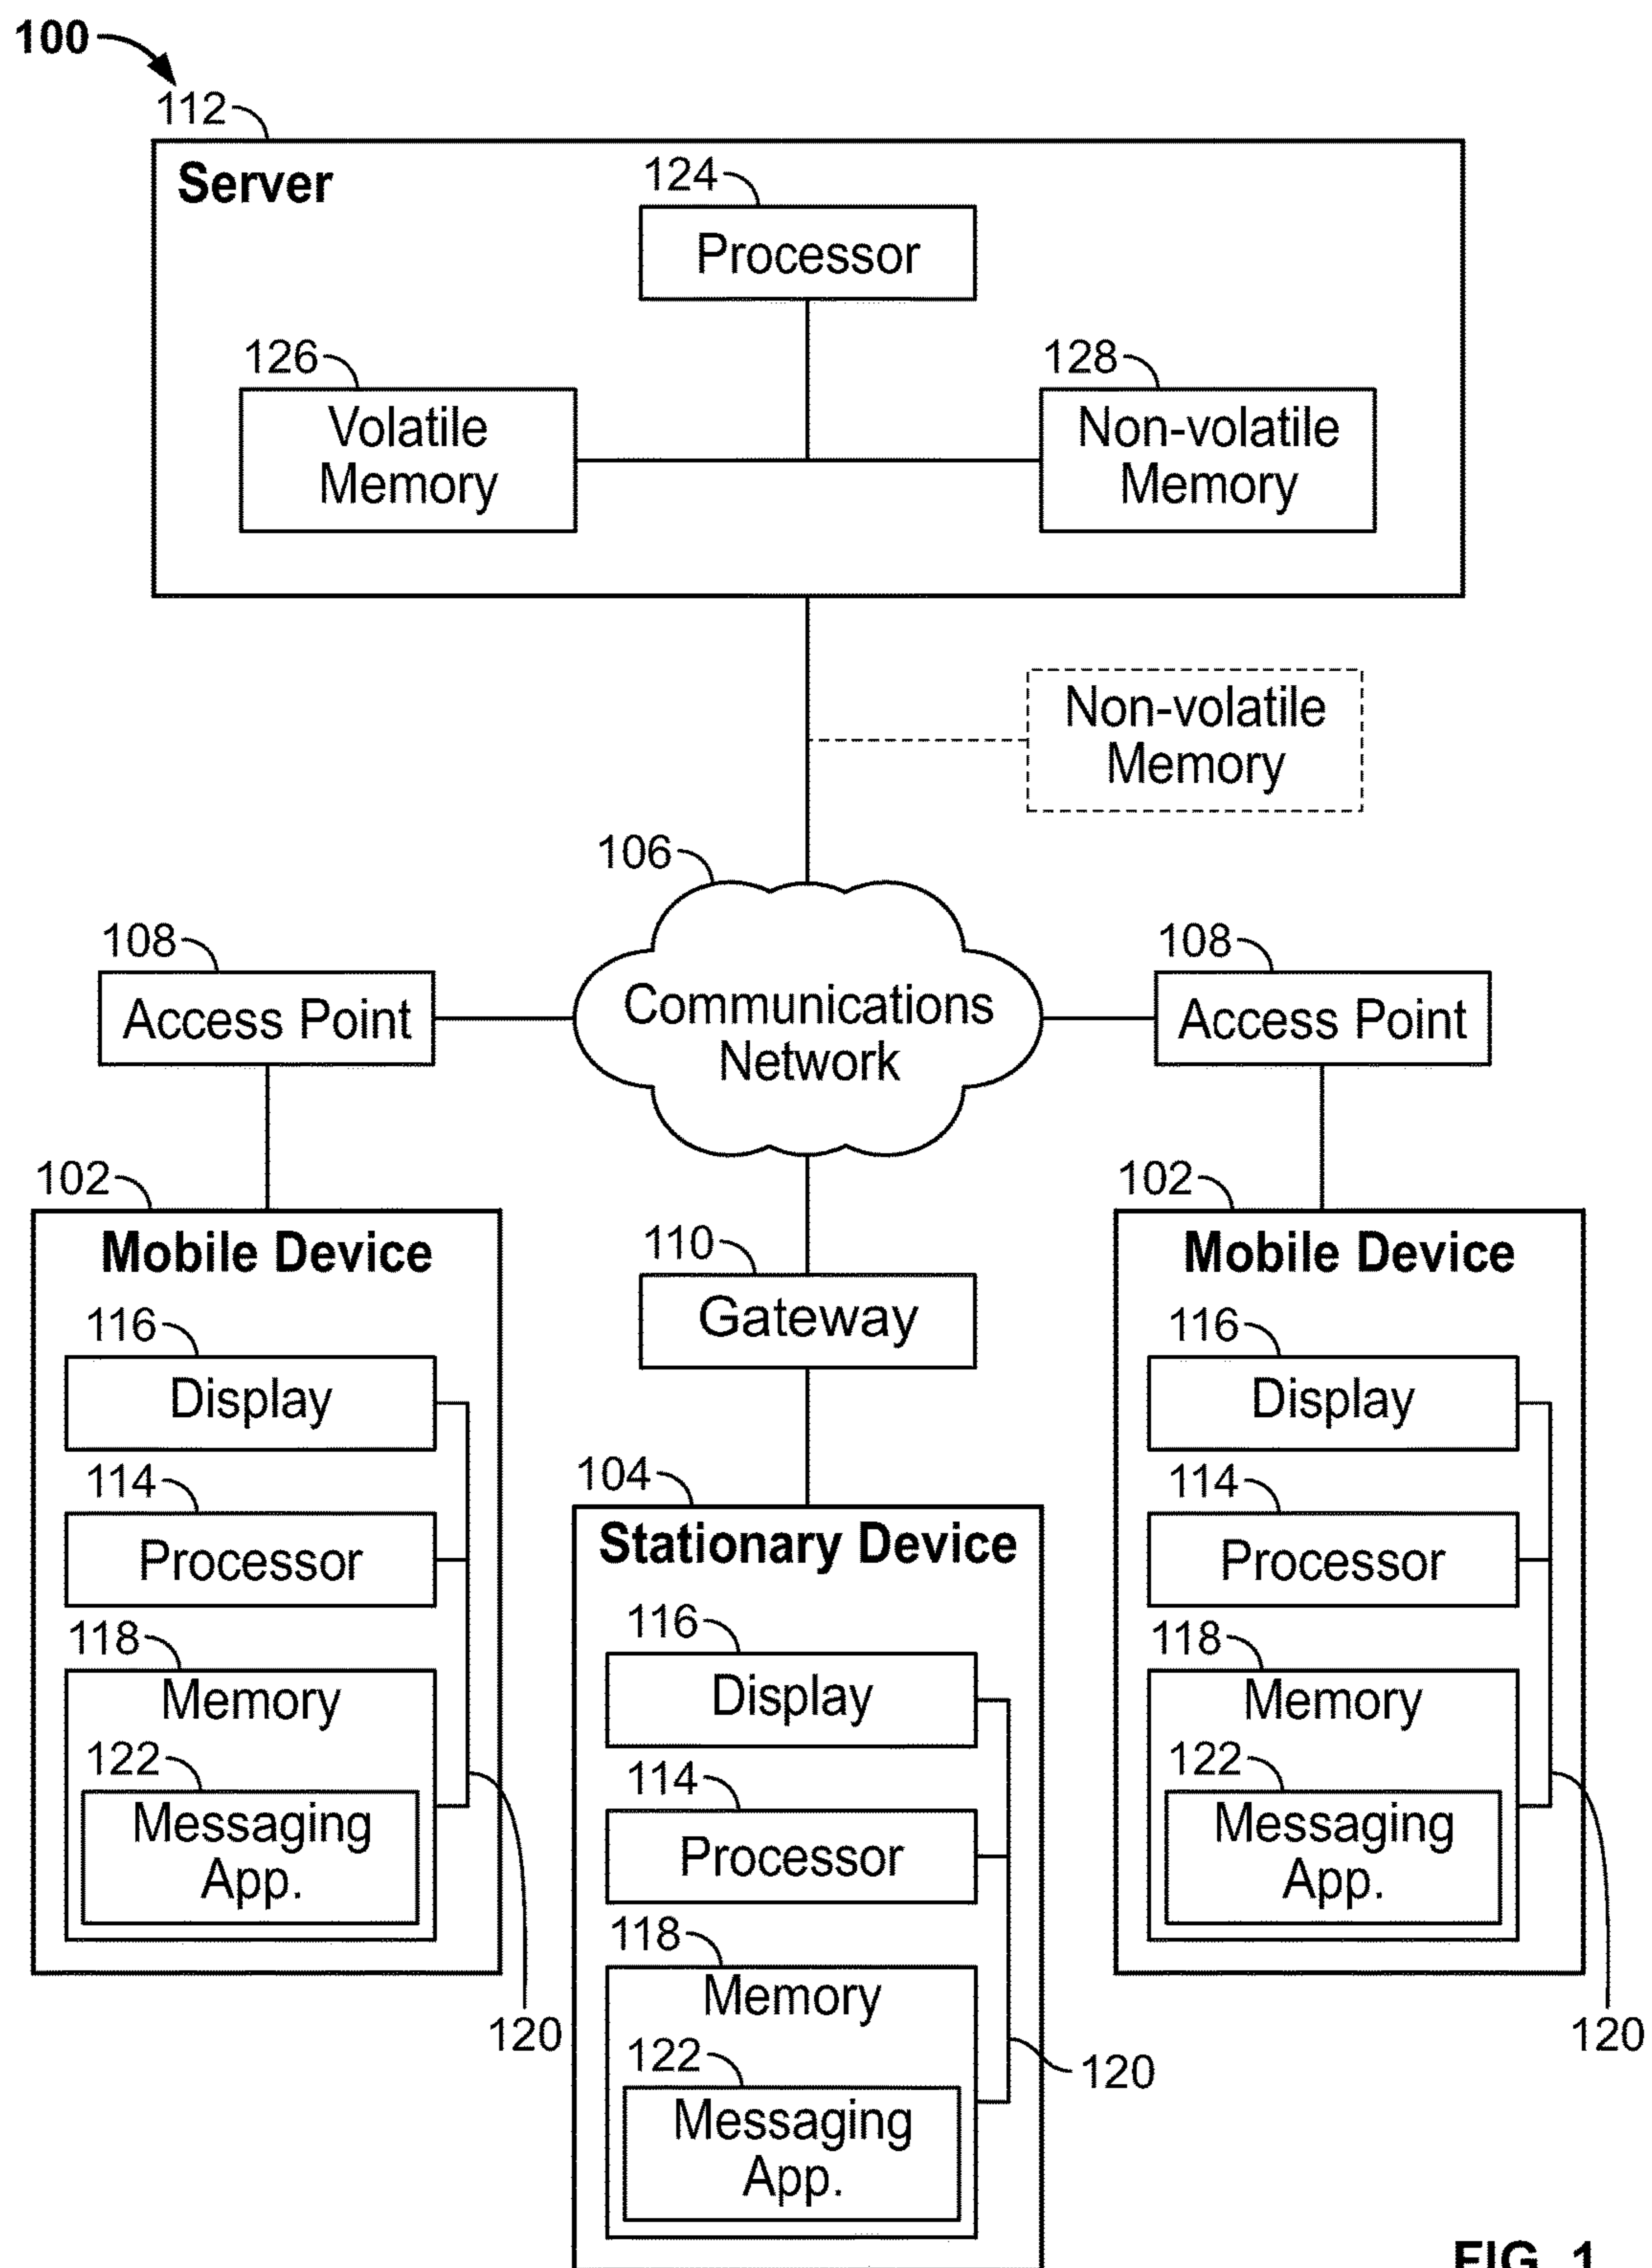 100
112
Server
124
Processor
126
Volatile
Memory
128
Non-volatile
Memory
Non-volatile
Memory
106
Communications
Network
108
Access Point
108
Access Point
102
Mobile Device
116
Display
114
Processor
118
Memory
122
Messaging
App.
120
110
Gateway
104
Stationary Device
116
Display
114
Processor
118
Memory
122
Messaging
App.
120
102
Mobile Device
116
Display
114
Processor
118
Memory
122
Messaging
App.
120
FIG. 1